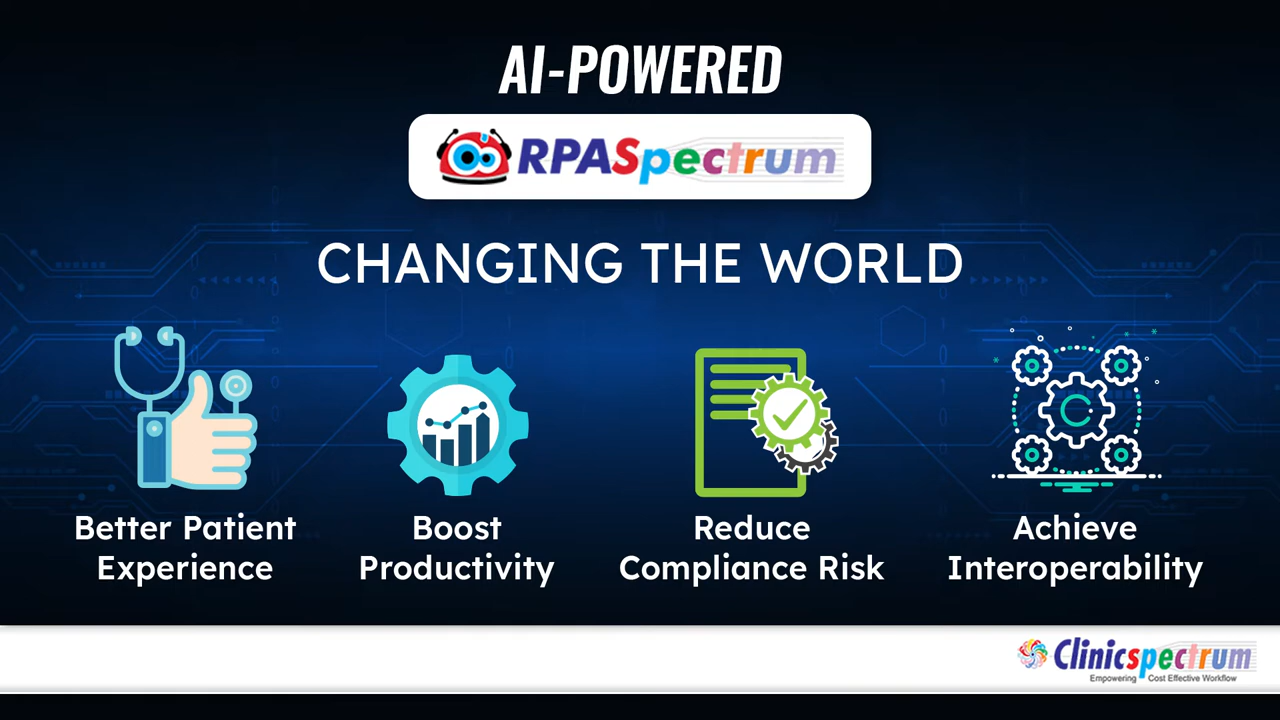 AI-POWERED
RPASpectrum
CHANGING THE WORLD
Better Patient
Experience
Boost
Productivity
Reduce
Compliance Risk
Achieve
Interoperability
Clinicspectrum
Empowering Cost Effective Workflow